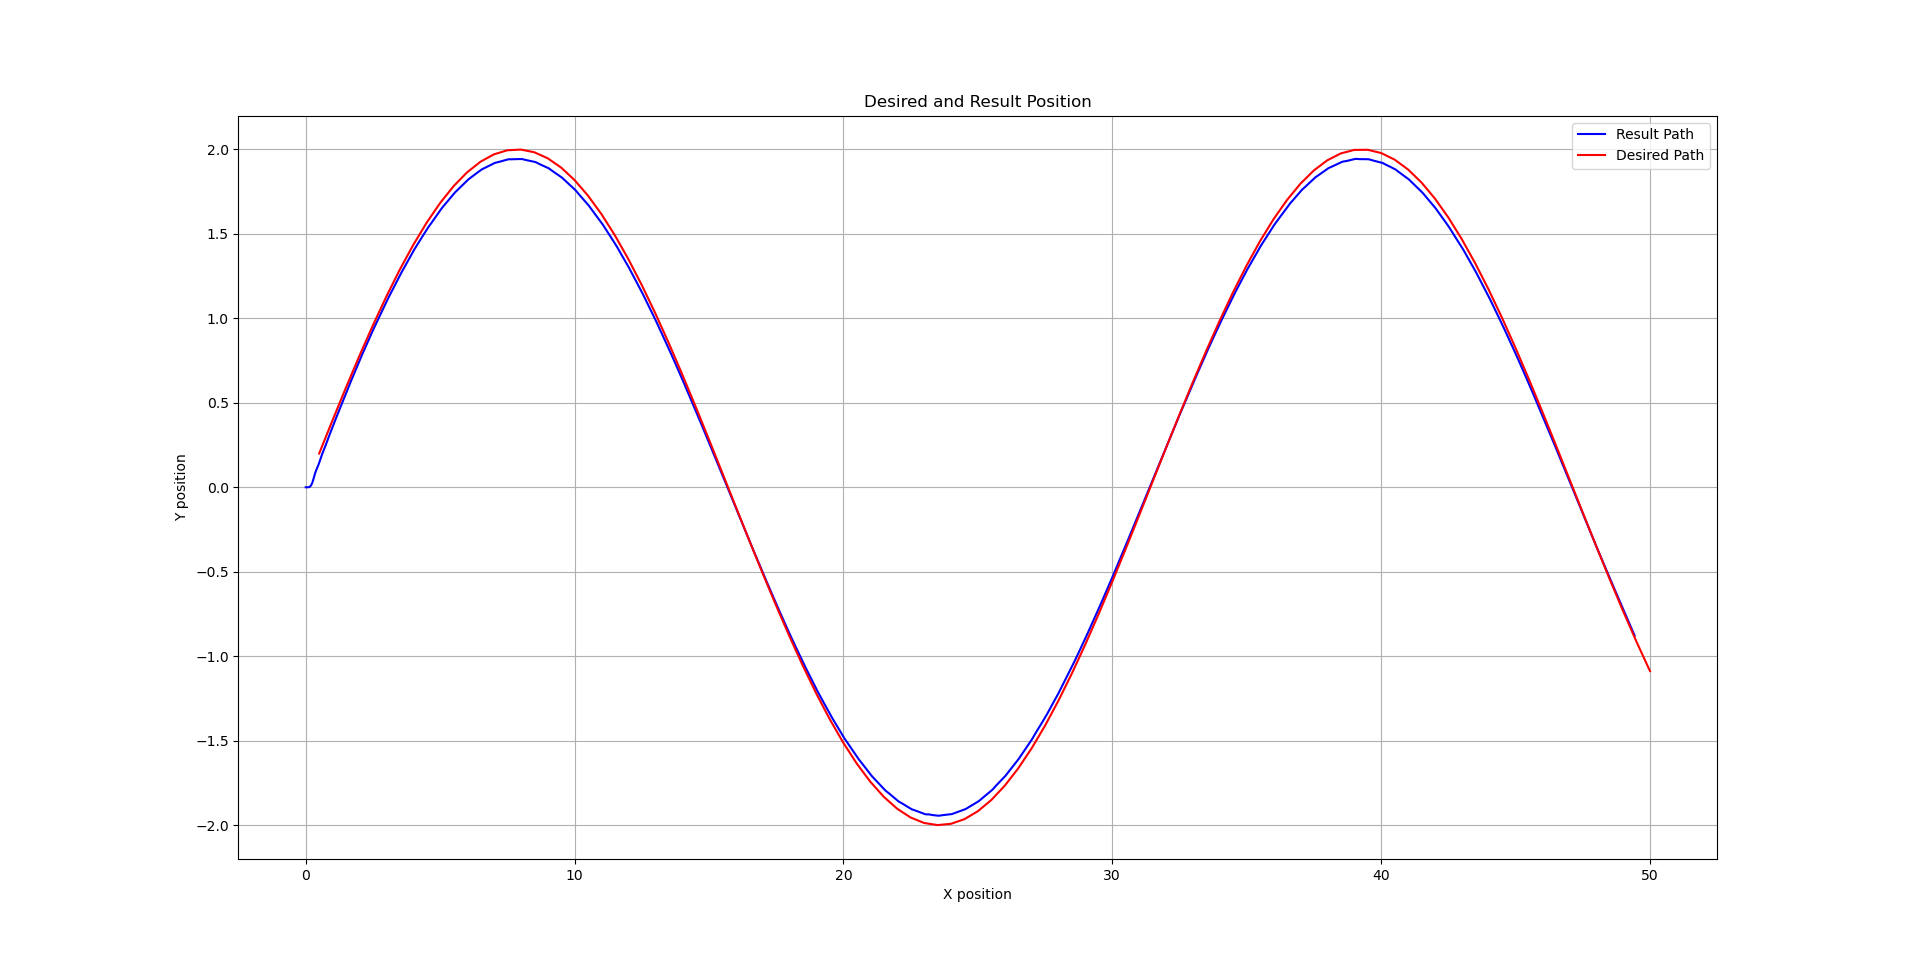 Desired and Result Position
Result Path
Desired Path
2.0
1.5
1.0
0.5
0.0
−0.5
−1.0
−1.5
−2.0
Y position
0 10 20 30 40 50
X position